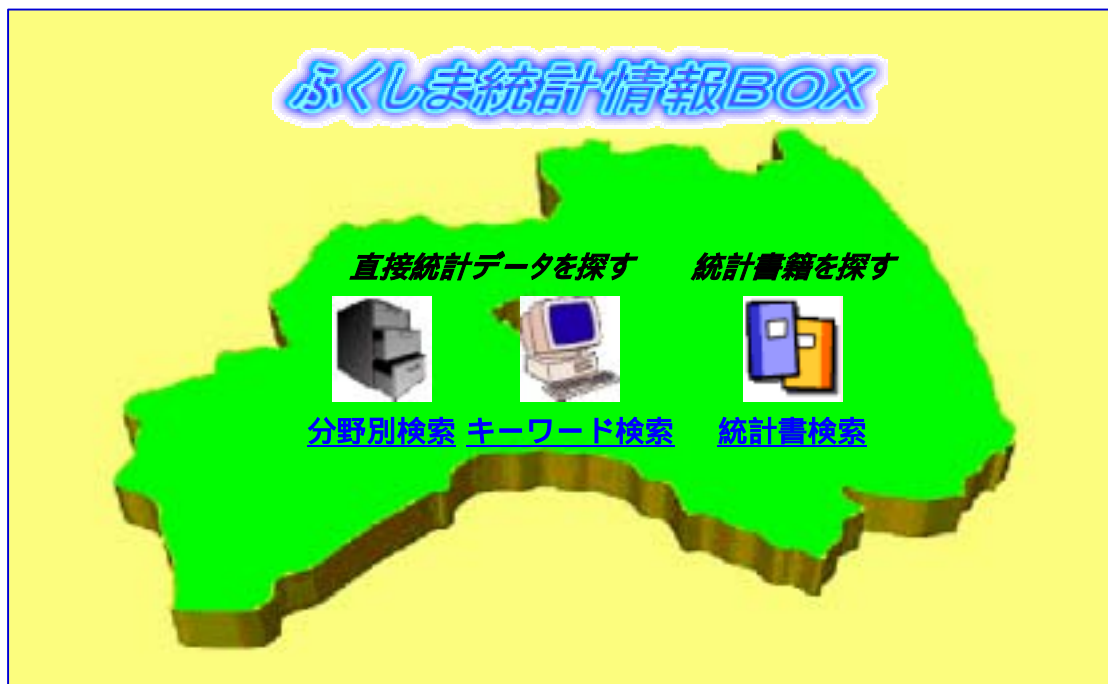 ふくしま統計情報BOX
直接統計データを探す 統計書籍を探す
分野別検索 キーワード検索 統計書検索